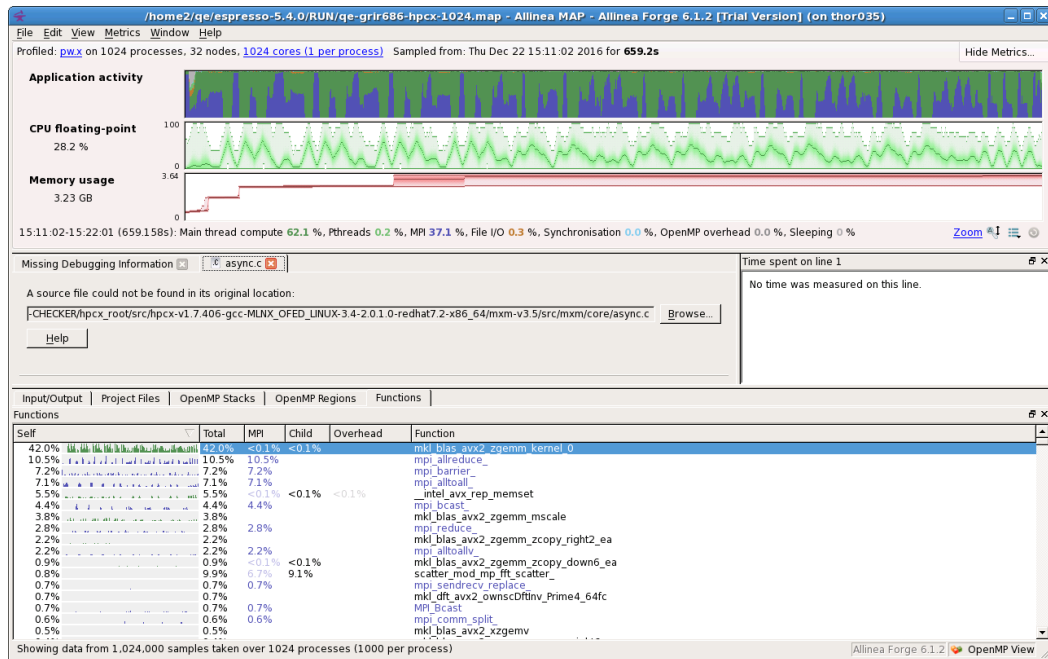 /home2/qe/espresso-5.4.0/RUN/qe-grir686-hpcx-1024.map - Allinea MAP - Allinea Forge 6.1.2 [Trial Version] (on thor035)
File Edit View Metrics Window Help
Profiled: pw.x on 1024 processes, 32 nodes, 1024 cores (1 per process) Sampled from: Thu Dec 22 15:11:02 2016 for 659.2s Hide Metrics...
Application activity
CPU floating-point
28.2 %
100
0
Memory usage
3.23 GB
3.64
0
15:11:02-15:22:01 (659.158s): Main thread compute 62.1 %, Pthreads 0.2 %, MPI 37.1 %, File I/O 0.3 %, Synchronisation 0.0 %, OpenMP overhead 0.0 %, Sleeping 0 % Zoom
Missing Debugging Information async.c
A source file could not be found in its original location:
-CHECKER/hpcx_root/src/hpcx-v1.7.406-gcc-MLNX_OFED_LINUX-3.4-2.0.1.0-redhat7.2-x86_64/mxm-v3.5/src/mxm/core/async.c Browse...
Help
Time spent on line 1
No time was measured on this line.
Input/Output Project Files OpenMP Stacks OpenMP Regions Functions
Functions
Self Total MPI Child Overhead Function
42.0% 42.0% <0.1% <0.1% mkl_blas_avx2_zgemm_kernel_0
10.5% 10.5% 10.5% mpi_allreduce_
7.2% 7.2% 7.2% mpi_barrier_
7.1% 7.1% 7.1% mpi_alltoall_
5.5% 5.5% <0.1% <0.1% <0.1% __intel_avx_rep_memset
4.4% 4.4% 4.4% mpi_bcast_
3.8% 3.8% mkl_blas_avx2_zgemm_mscale
2.8% 2.8% 2.8% mpi_reduce_
2.2% 2.2% mkl_blas_avx2_zgemm_zcopy_right2_ea
2.2% 2.2% 2.2% mpi_alltoallv_
0.9% 0.9% <0.1% <0.1% mkl_blas_avx2_zgemm_zcopy_down6_ea
0.8% 9.9% 6.7% 9.1% scatter_mod_mp_fft_scatter_
0.7% 0.7% 0.7% mpi_sendrecv_replace_
0.7% 0.7% mkl_dft_avx2_ownscDftInv_Prime4_64fc
0.7% 0.7% 0.7% MPI_Bcast
0.6% 0.6% 0.6% mpi_comm_split_
0.5% 0.5% mkl_blas_avx2_xzgemv
Showing data from 1,024,000 samples taken over 1024 processes (1000 per process) Allinea Forge 6.1.2 OpenMP View